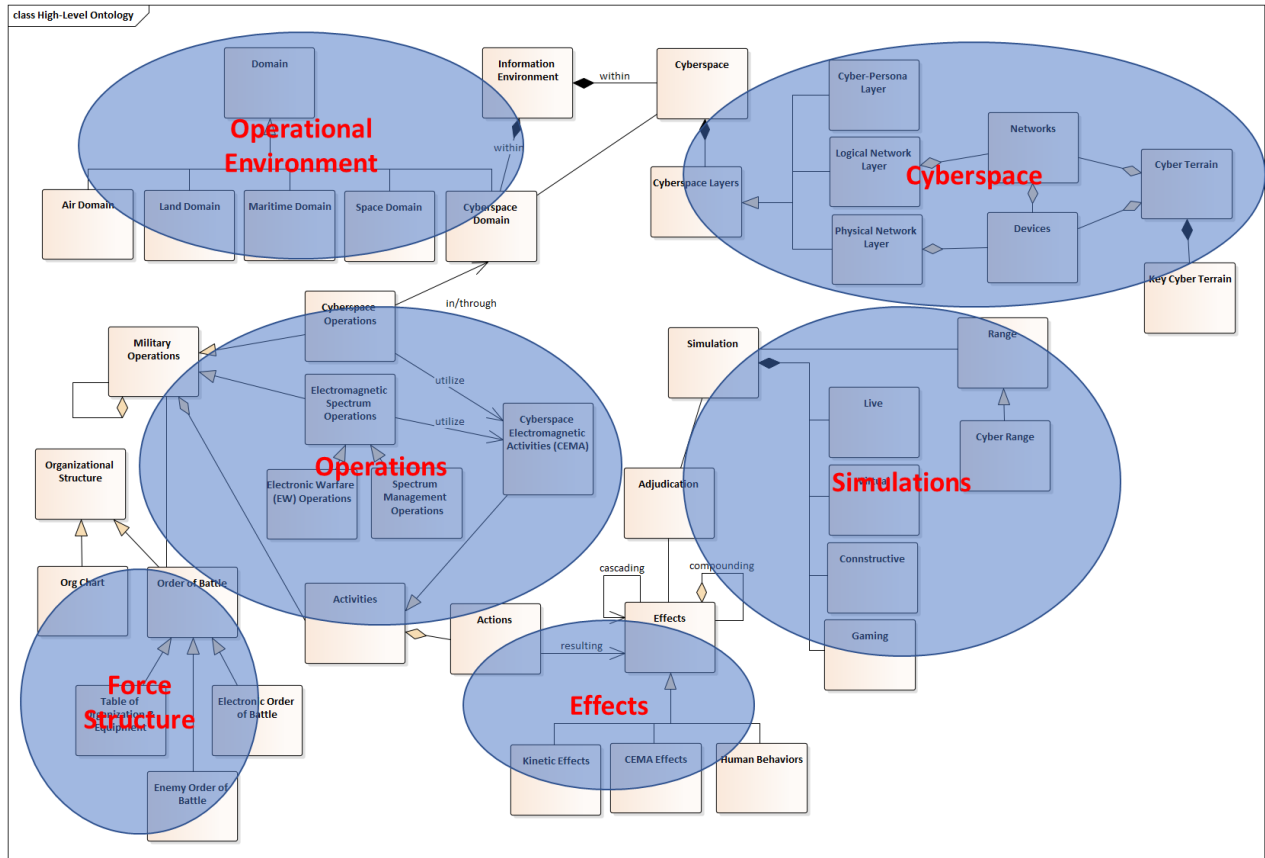 class High-Level Ontology
Domain
Information
Environment
within
Cyberspace
Operational
Environment
within
Air Domain
Land Domain
Maritime Domain
Space Domain
Cyberspace
Domain
Cyber-Persona
Layer
Networks
Logical Network
Layer
Cyber Terrain
Cyberspace
Cyberspace Layers
Physical Network
Layer
Devices
Key Cyber Terrain
in/through
Cyberspace
Operations
Military
Operations
utilize
Electromagnetic
Spectrum
Operations
utilize
Cyberspace
Electromagnetic
Activities (CEMA)
Operations
Electronic Warfare
(EW) Operations
Spectrum
Management
Operations
Organizational
Structure
Simulation
Range
Live
Cyber Range
Virtual
Simulations
Adjudication
Connstructive
Gaming
Org Chart
Order of Battle
Activities
Actions
cascading
compounding
Effects
resulting
Force
Structure
Table of
Organization
Equipment
Electronic Order
of Battle
Enemy Order of
Battle
Effects
Kinetic Effects
CEMA Effects
Human Behaviors